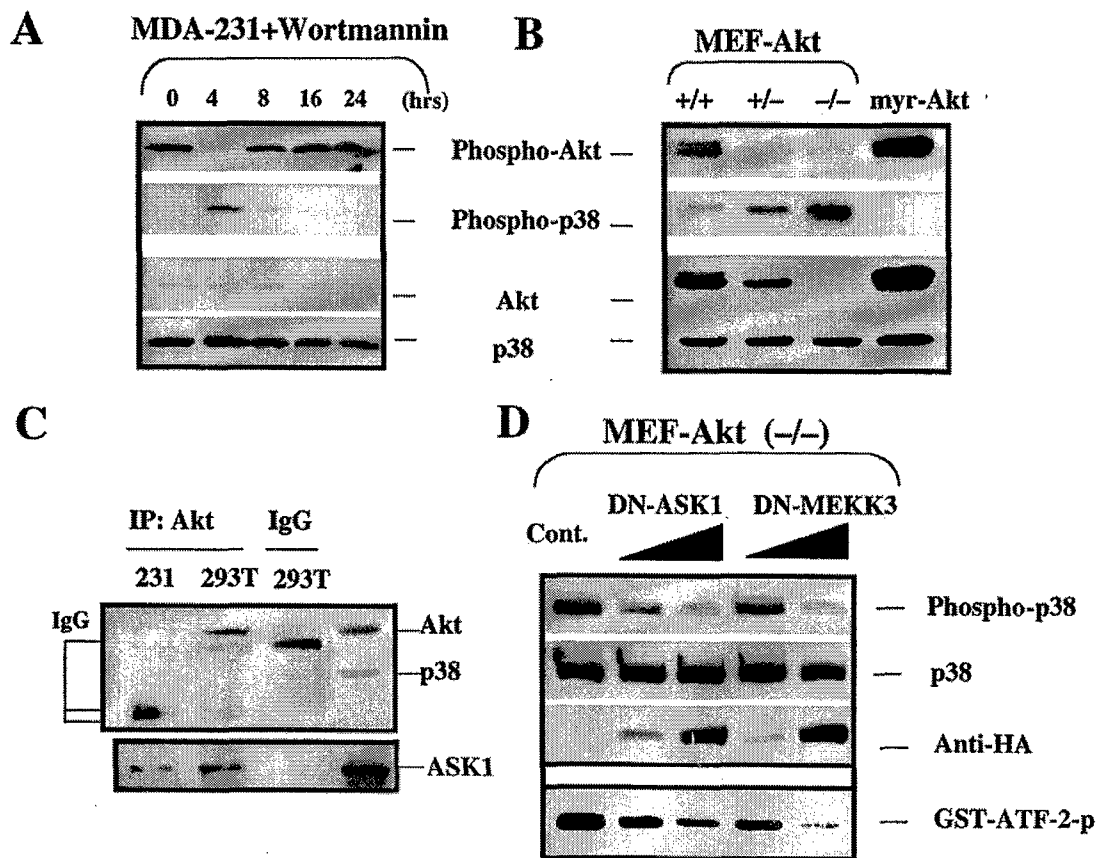 A
MDA-231+Wortmannin
0 4 8 16 24 (hrs)
Phospho-Akt
Phospho-p38
Akt
p38
B
MEF-Akt
+/+ +/− −/− myr-Akt
C
IP: Akt IgG
231 293T 293T
IgG
Akt
p38
ASK1
D
MEF-Akt (−/−)
DN-ASK1 DN-MEKK3
Cont.
Phospho-p38
p38
Anti-HA
GST-ATF-2-p